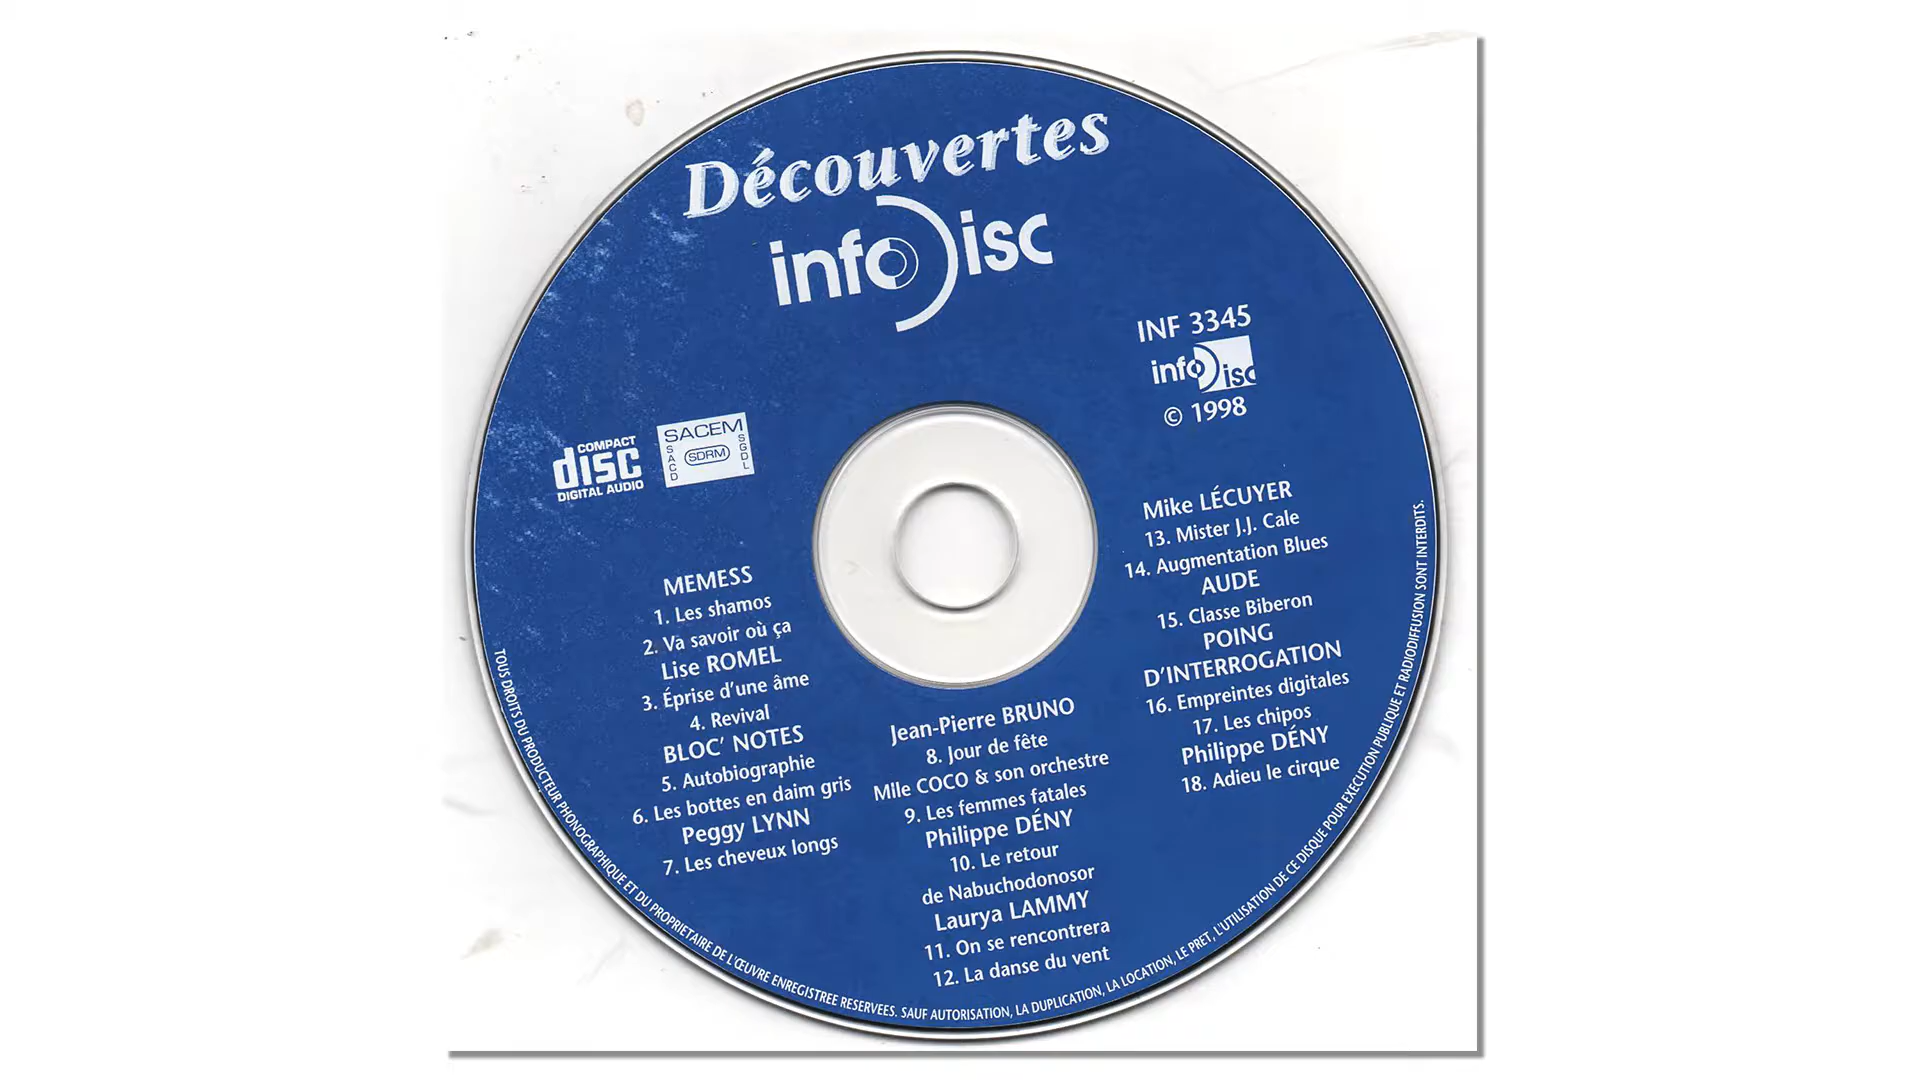 Découvertes
infoDisc
INF 3345
infoDisc
© 1998
COMPACT
disc
DIGITAL AUDIO
SACEM
SACD
SDRM
SGDL
MEMESS
1. Les shamos
2. Va savoir où ça
Lise ROMEL
3. Éprise d'une âme
4. Revival
BLOC' NOTES
5. Autobiographie
6. Les bottes en daim gris
Peggy LYNN
7. Les cheveux longs
Jean-Pierre BRUNO
8. Jour de fête
Mlle COCO & son orchestre
9. Les femmes fatales
Philippe DÉNY
10. Le retour
de Nabuchodonosor
Laurya LAMMY
11. On se rencontrera
12. La danse du vent
Mike LÉCUYER
13. Mister J.J. Cale
14. Augmentation Blues
AUDE
15. Classe Biberon
POING
D'INTERROGATION
16. Empreintes digitales
17. Les chipos
Philippe DÉNY
18. Adieu le cirque
TOUS DROITS DU PRODUCTEUR PHONOGRAPHIQUE ET DU PROPRIETAIRE DE L'ŒUVRE ENREGISTREE RESERVEES. SAUF AUTORISATION, LA DUPLICATION, LA LOCATION, LE PRET, L'UTILISATION DE CE DISQUE POUR EXECUTION PUBLIQUE ET RADIODIFFUSION SONT INTERDITS.